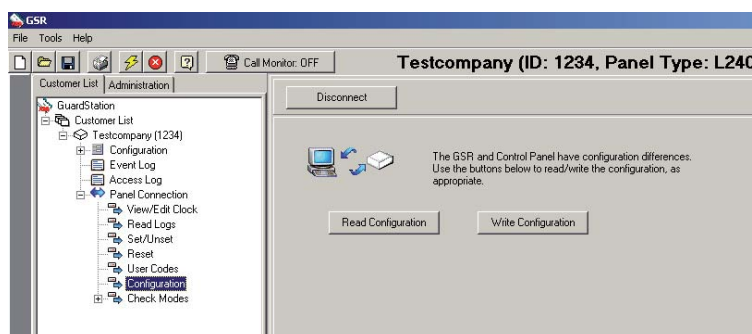 GSR
File Tools Help
Call Monitor: OFF
Testcompany (ID: 1234, Panel Type: L240
Customer List Administration
GuardStation
Customer List
Testcompany (1234)
Configuration
Event Log
Access Log
Panel Connection
View/Edit Clock
Read Logs
Set/Unset
Reset
User Codes
Configuration
Check Modes
Disconnect
The GSR and Control Panel have configuration differences.
Use the buttons below to read/write the configuration, as
appropriate.
Read Configuration Write Configuration